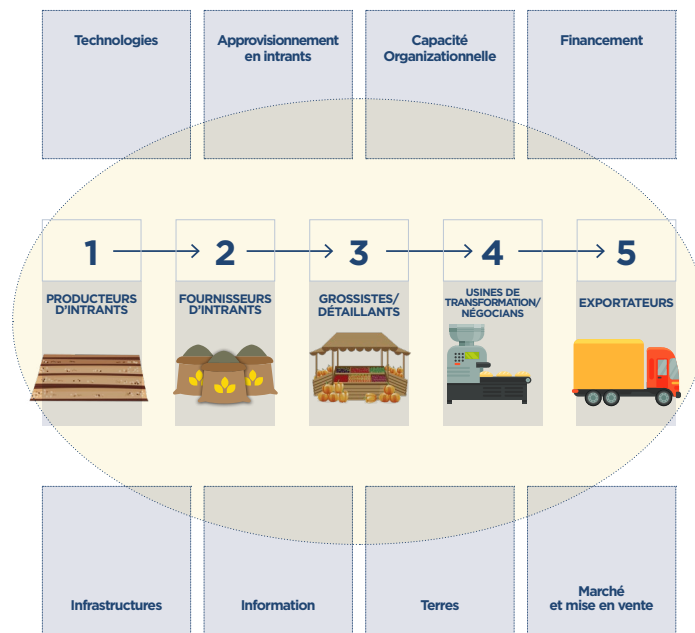 Technologies
Approvisionnement
en intrants
Capacité
Organizationnelle
Financement
1
2
3
4
5
PRODUCTEURS
D'INTRANTS
FOURNISSEURS
D'INTRANTS
GROSSISTES/
DÉTAILLANTS
USINES DE
TRANSFORMATION/
NÉGOCIANS
EXPORTATEURS
Infrastructures
Information
Terres
Marché
et mise en vente